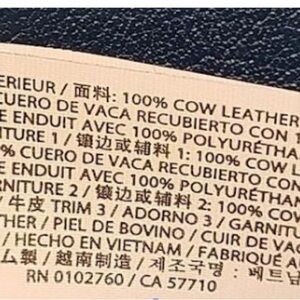 ERIEUR / 面料: 100% COW LEATHER
CUERO DE VACA RECUBIERTO CON
E ENDUIT AVEC 100% POLYURÉTHA
NITURE 1 / 镶边或辅料 1: 100% COW L
% CUERO DE VACA RECUBIERTO CON
E ENDUIT AVEC 100% POLYURÉTHAN
RNITURE 2 / 镶边或辅料 2: 100% COW
/ 牛皮 TRIM 3 / ADORNO 3 / GARNITU
THER / PIEL DE BOVINO / CUIR DE
/ HECHO EN VIETNAM / FABRIQUÉ AU
ム製 / 越南制造 / 제조국명 : 베트남
RN 0102760 / CA 57710